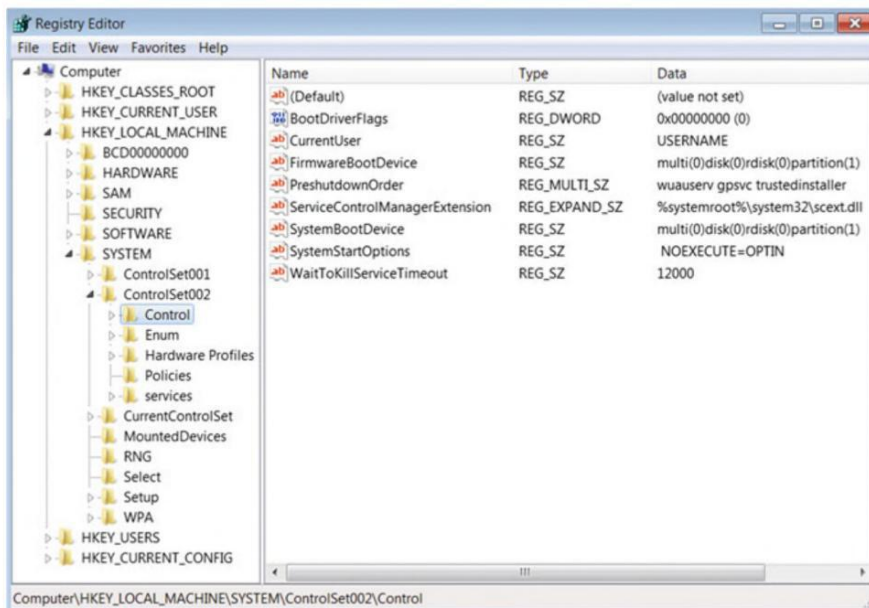 Registry Editor
File Edit View Favorites Help
Computer
HKEY_CLASSES_ROOT
HKEY_CURRENT_USER
HKEY_LOCAL_MACHINE
BCD00000000
HARDWARE
SAM
SECURITY
SOFTWARE
SYSTEM
ControlSet001
ControlSet002
Control
Enum
Hardware Profiles
Policies
services
CurrentControlSet
MountedDevices
RNG
Select
Setup
WPA
HKEY_USERS
HKEY_CURRENT_CONFIG
Name Type Data
(Default) REG_SZ (value not set)
BootDriverFlags REG_DWORD 0x00000000 (0)
CurrentUser REG_SZ USERNAME
FirmwareBootDevice REG_SZ multi(0)disk(0)rdisk(0)partition(1)
PreshutdownOrder REG_MULTI_SZ wuauserv gpsvc trustedinstaller
ServiceControlManagerExtension REG_EXPAND_SZ %systemroot%\system32\scext.dll
SystemBootDevice REG_SZ multi(0)disk(0)rdisk(0)partition(1)
SystemStartOptions REG_SZ NOEXECUTE=OPTIN
WaitToKillServiceTimeout REG_SZ 12000
Computer\HKEY_LOCAL_MACHINE\SYSTEM\ControlSet002\Control